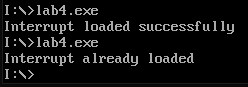 I:\>lab4.exe
Interrupt loaded successfully
I:\>lab4.exe
Interrupt already loaded
I:\>